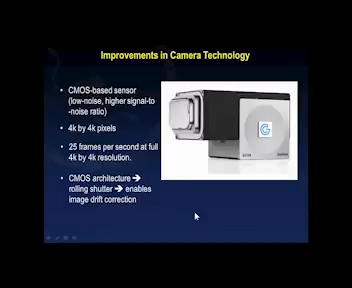 Improvements in Camera Technology
• CMOS-based sensor
(low-noise, higher signal-to
-noise ratio)
• 4k by 4k pixels
• 25 frames per second at full
4k by 4k resolution.
• CMOS architecture ➔
rolling shutter ➔ enables
image drift correction